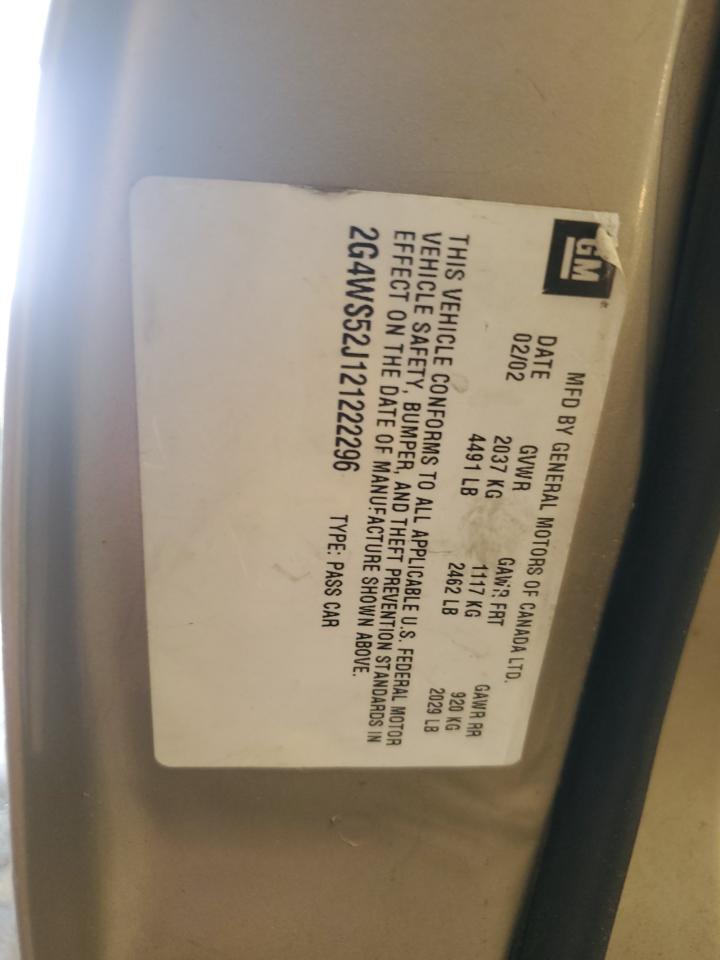 GM
MFD BY GENERAL MOTORS OF CANADA LTD.
DATE GVWR GAWR FRT GAWR RR
02/02 2037 KG 1117 KG 920 KG
4491 LB 2462 LB 2029 LB
THIS VEHICLE CONFORMS TO ALL APPLICABLE U.S. FEDERAL MOTOR
VEHICLE SAFETY, BUMPER, AND THEFT PREVENTION STANDARDS IN
EFFECT ON THE DATE OF MANUFACTURE SHOWN ABOVE.
2G4WS52J121222296 TYPE: PASS CAR